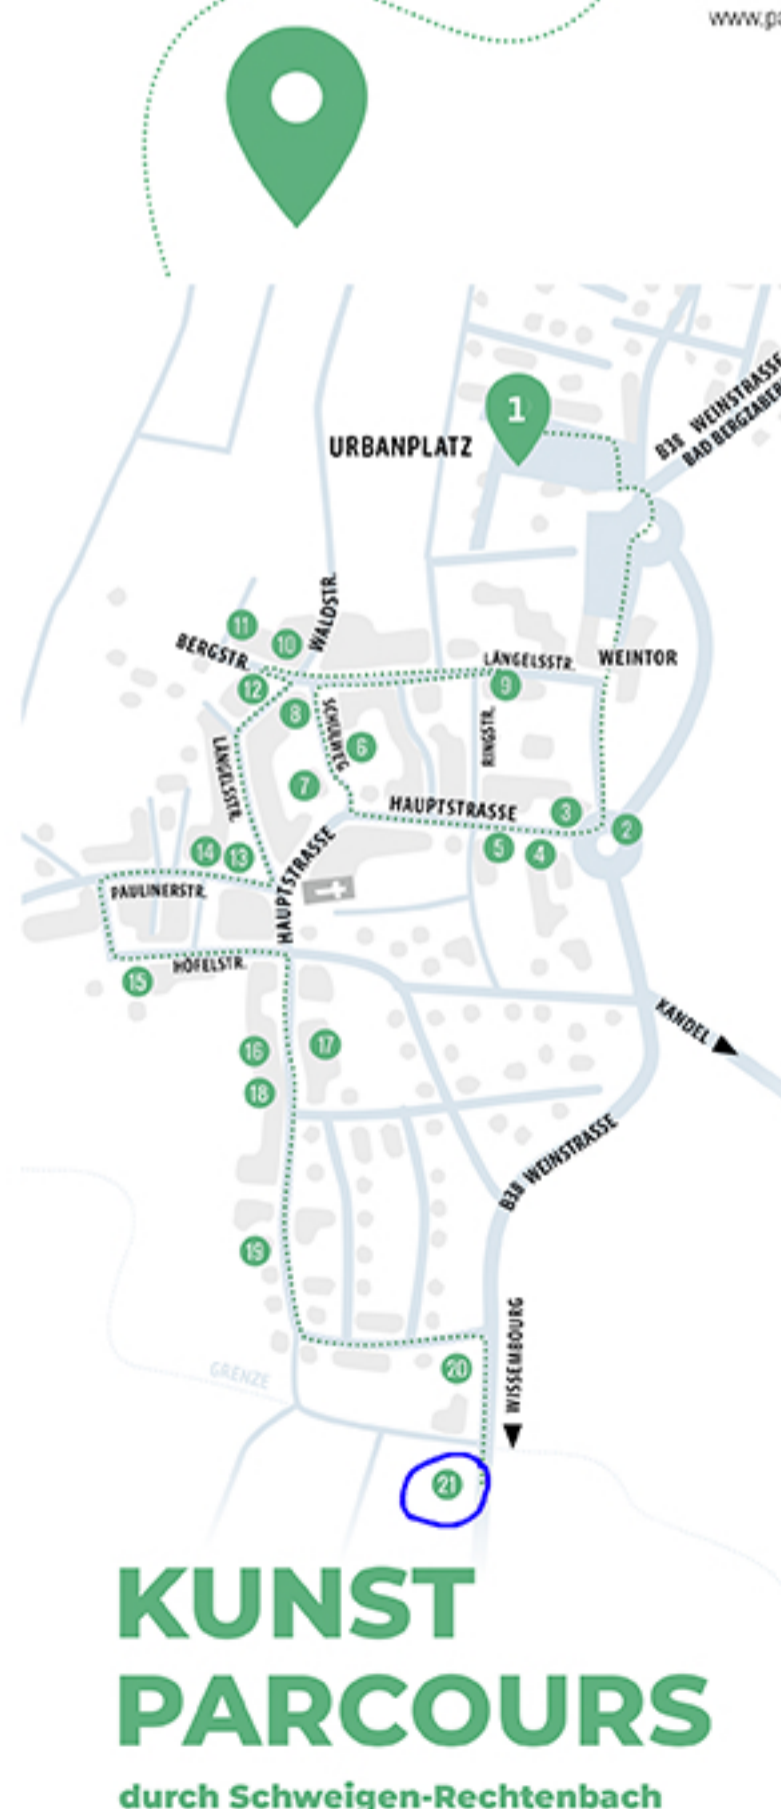 www.pa
1
URBANPLATZ
B38 WEINSTRASSE
BAD BERGZABER
WALDSTR.
11
10
BERGSTR.
LÄNGELSSTR.
WEINTOR
12
9
8
SCHULWEG
RINGSTR.
6
LÄNGELSSTR.
7
HAUPTSTRASSE
3
2
5
4
14
13
HAUPTSTRASSE
PAULINERSTR.
HÖFELSTR.
15
KANDEL
16
17
18
B38 WEINSTRASSE
19
WISSEMBOURG
20
GRENZE
21
KUNST
PARCOURS
durch Schweigen-Rechtenbach